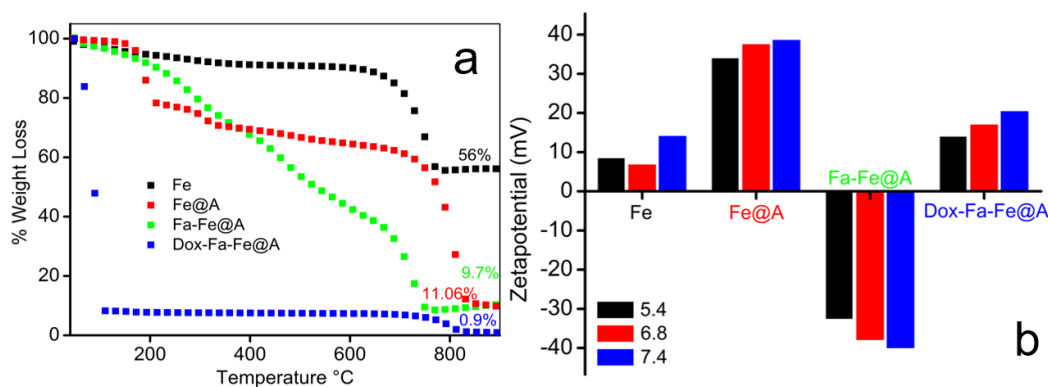 a
100
80
60
40
20
0
% Weight Loss
200
400
600
800
Temperature °C
Fe
Fe@A
Fa-Fe@A
Dox-Fa-Fe@A
56%
9.7%
11.06%
0.9%
b
40
30
20
10
0
-10
-20
-30
-40
Zetapotential (mV)
Fe
Fe@A
Fa-Fe@A
Dox-Fa-Fe@A
5.4
6.8
7.4